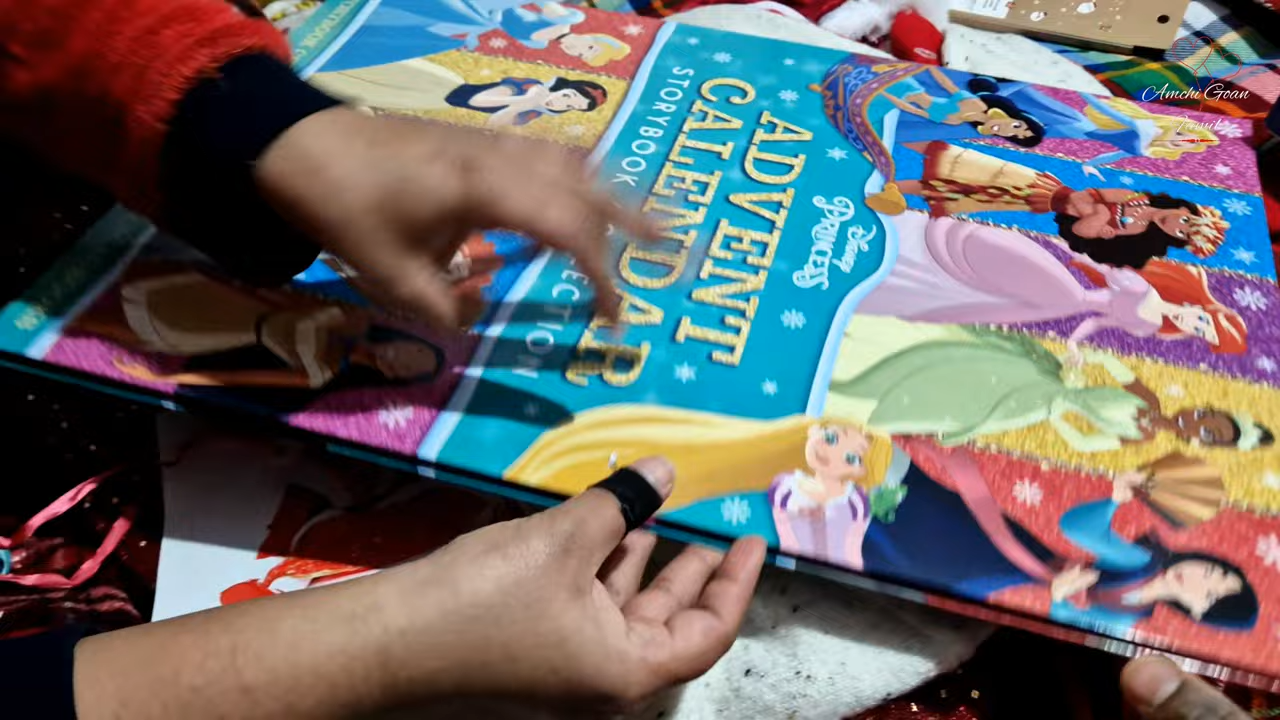 Disney
PRINCESS
ADVENT
CALENDAR
STORYBOOK
Amchi Goan